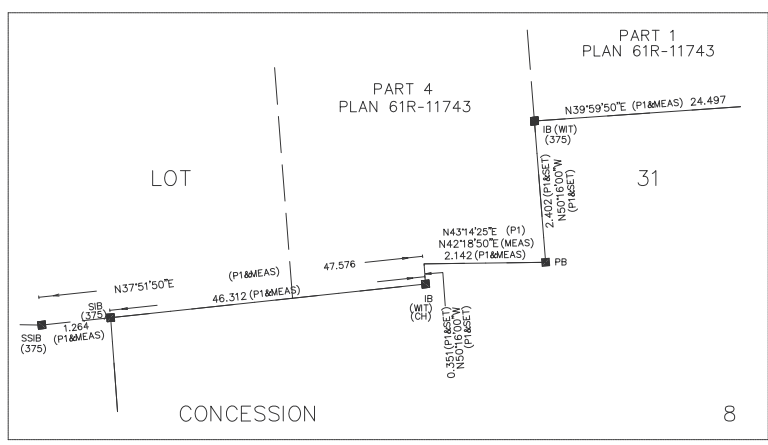 PART 1
PLAN 61R-11743
PART 4
PLAN 61R-11743
N39°59'50"E (P1&MEAS) 24.497
IB (WIT)
(375)
LOT
31
2.402 (P1&SET)
N50°16'00"W
(P1&SET)
N43°14'25"E (P1)
N42°18'50"E (MEAS)
2.142 (P1&MEAS)
PB
N37°51'50"E
(P1&MEAS)
47.576
SIB
(375)
46.312 (P1&MEAS)
IB
(WIT)
(CH)
1.264
(P1&MEAS)
SSIB
(375)
0.351 (P1&SET)
N50°16'00"W
(P1&SET)
CONCESSION
8